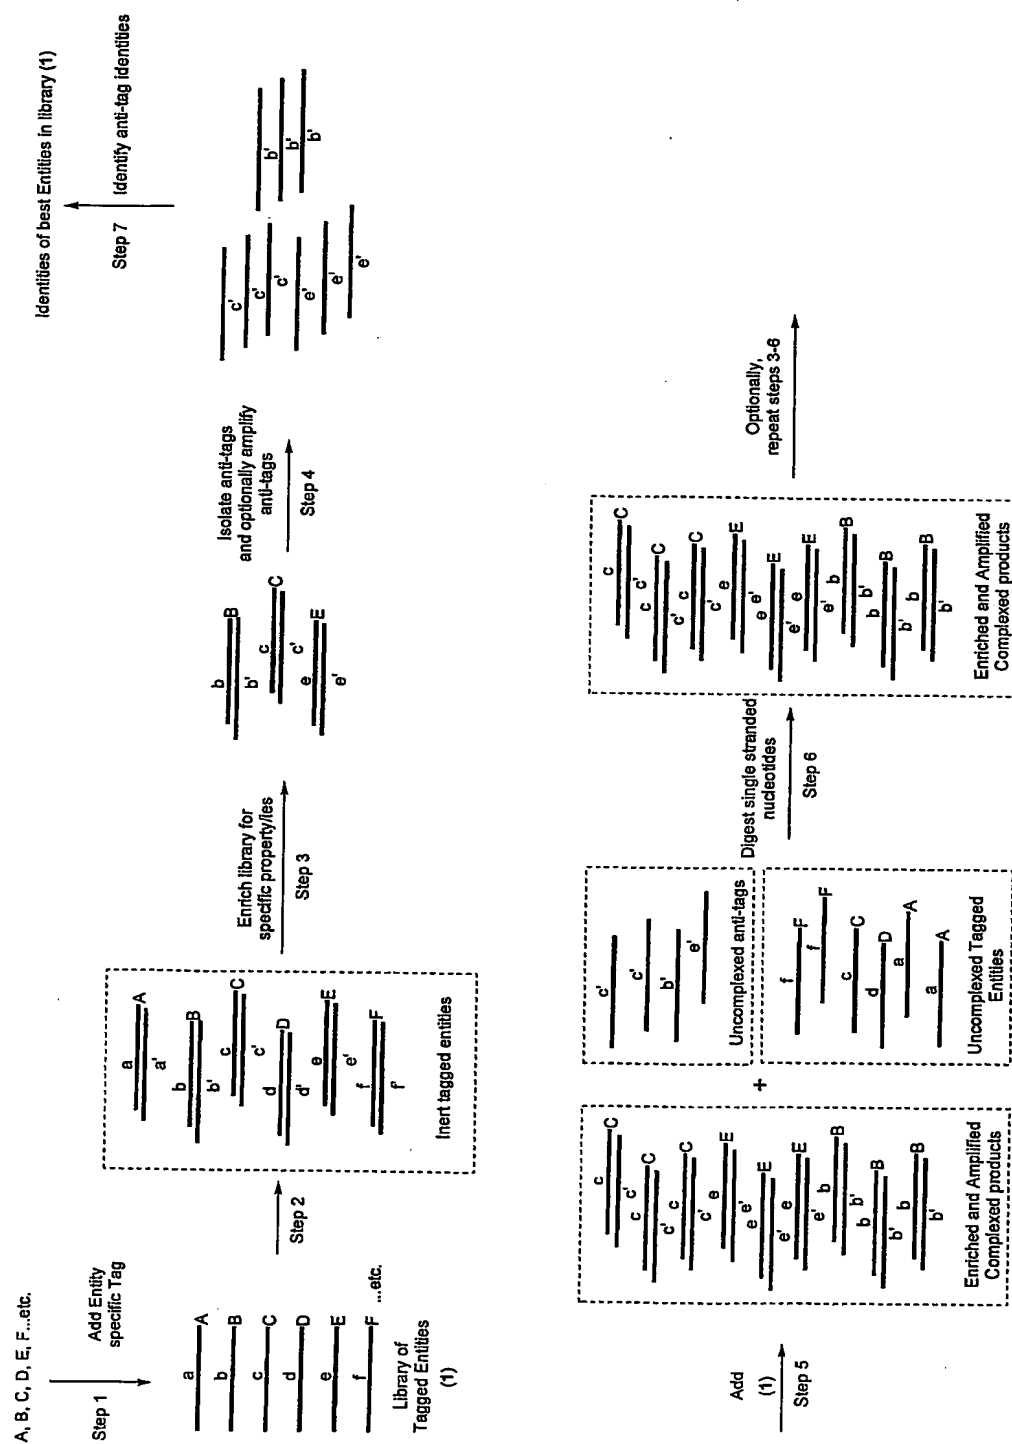 A, B, C, D, E, F...etc.
Step 1
Add Entity
specific Tag
a
A
b
B
c
C
d
D
e
E
f
F
...etc.
Library of
Tagged Entities
(1)
Step 2
a
A
a'
b
B
b'
c
C
c'
d
D
d'
e
E
e'
f
F
f'
Inert tagged entities
Enrich library for
specific property/ies
Step 3
b
B
b'
c
C
c'
e
E
e'
Isolate anti-tags
and optionally amplify
anti-tags
Step 4
c'
c'
c'
e'
e'
e'
b'
b'
b'
Step 7
Identify anti-tag identities
Identities of best Entities in library (1)
Add
(1)
Step 5
c
C
c'
c
C
c'
c
C
c'
e
E
e'
e
E
e'
e
E
e'
b
B
b'
b
B
b'
b
B
b'
Enriched and Amplified
Complexed products
+
c'
c'
b'
e'
Uncomplexed anti-tags
f
F
f
F
c
C
d
D
a
A
a
A
Uncomplexed Tagged
Entities
Digest single stranded
nucleotides
Step 6
c
C
c'
c
C
c'
c
C
c'
e
E
e'
e
E
e'
e
E
e'
b
B
b'
b
B
b'
b
B
b'
Enriched and Amplified
Complexed products
Optionally,
repeat steps 3-6